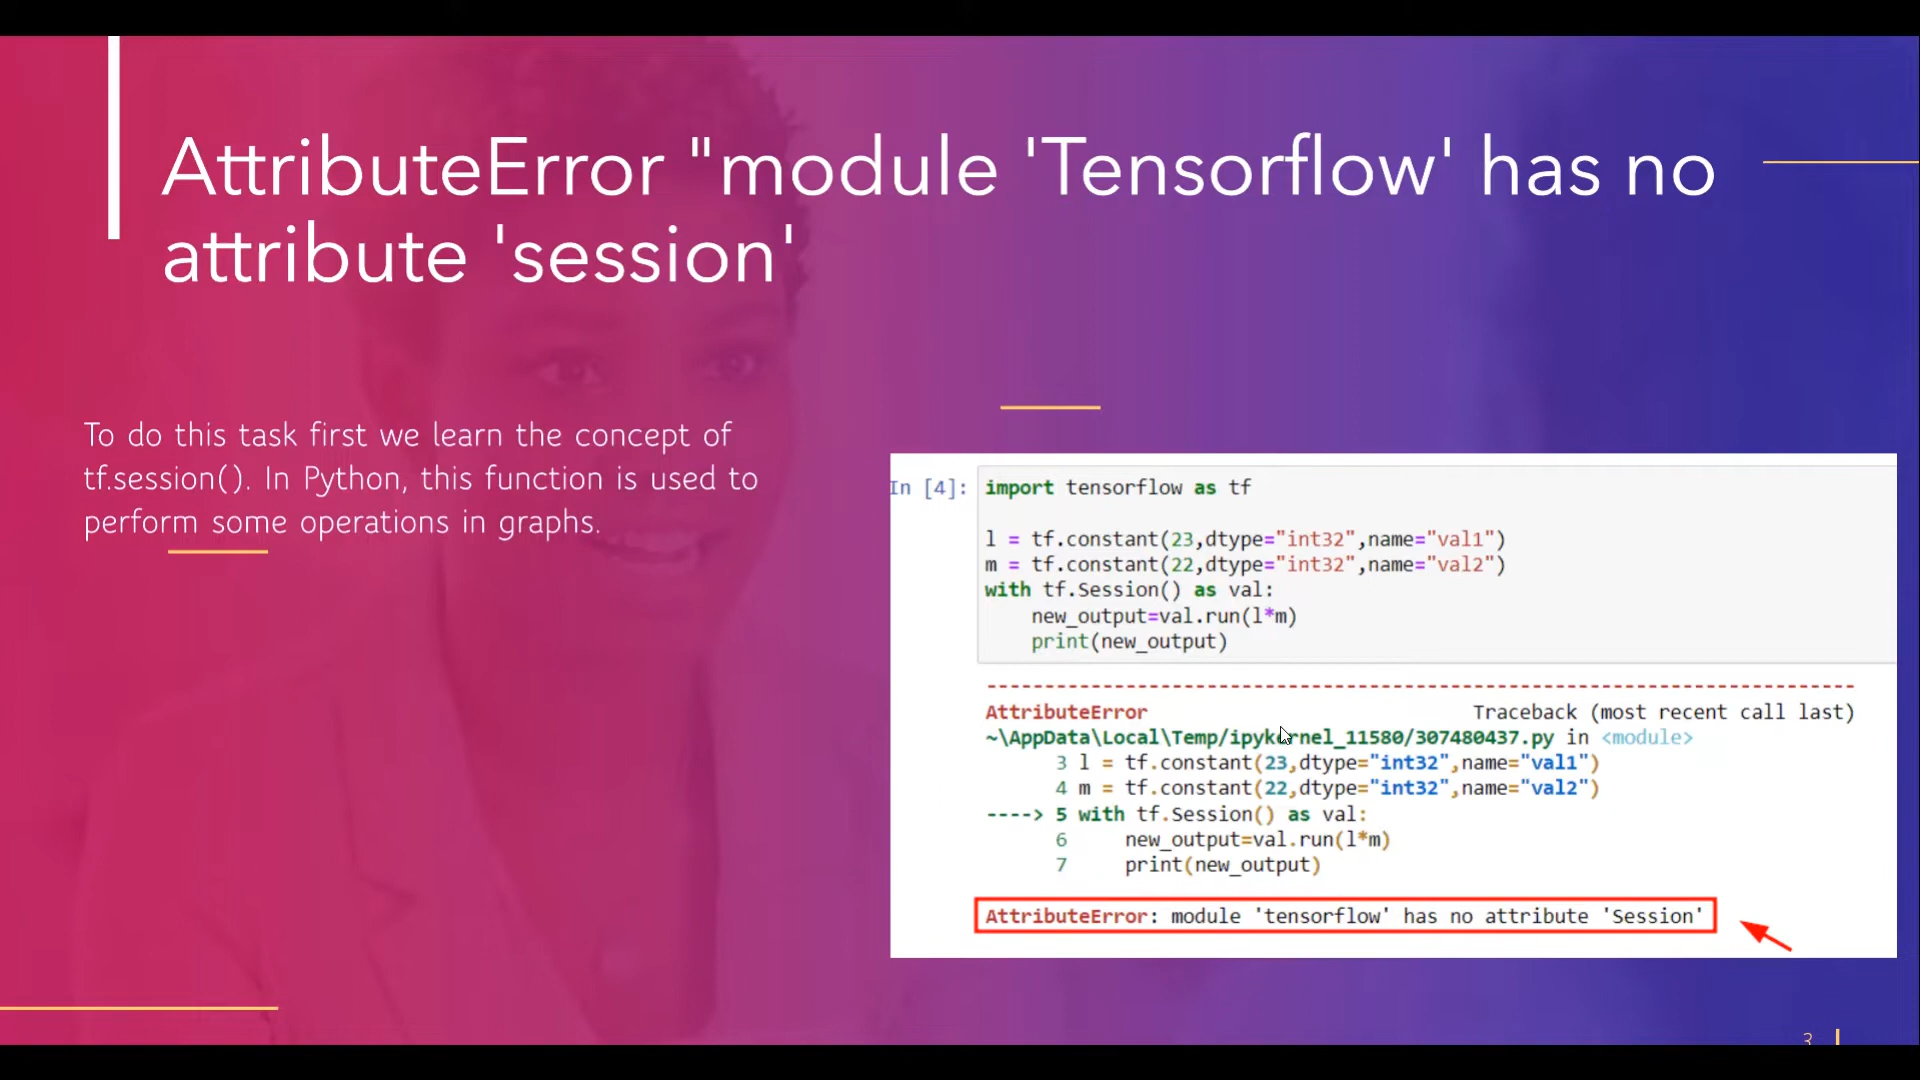 AttributeError "module 'Tensorflow' has no
attribute 'session'
To do this task first we learn the concept of
tf.session(). In Python, this function is used to
perform some operations in graphs.
In [4]: import tensorflow as tf
l = tf.constant(23,dtype="int32",name="val1")
m = tf.constant(22,dtype="int32",name="val2")
with tf.Session() as val:
    new_output=val.run(l*m)
    print(new_output)
---------------------------------------------------------------------------
AttributeError                            Traceback (most recent call last)
~\AppData\Local\Temp/ipykernel_11580/307480437.py in <module>
      3 l = tf.constant(23,dtype="int32",name="val1")
      4 m = tf.constant(22,dtype="int32",name="val2")
----> 5 with tf.Session() as val:
      6     new_output=val.run(l*m)
      7     print(new_output)
AttributeError: module 'tensorflow' has no attribute 'Session'
3